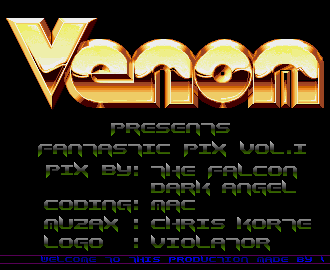 Venom
PRESENTS
FANTASTIC PIX VOL.I
PIX BY: THE FALCON
DARK ANGEL
CODING: MAC
MUZAX : CHRIS KORTE
LOGO : VIOLATOR
WELCOME TO THIS PRODUCTION MADE BY